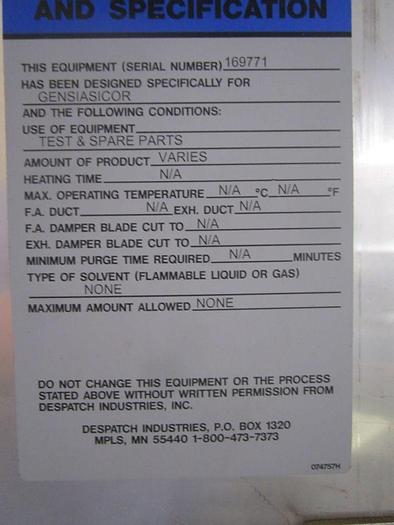 AND SPECIFICATION
THIS EQUIPMENT (SERIAL NUMBER) 169771
HAS BEEN DESIGNED SPECIFICALLY FOR
GENSIASICOR
AND THE FOLLOWING CONDITIONS:
USE OF EQUIPMENT
TEST & SPARE PARTS
AMOUNT OF PRODUCT VARIES
HEATING TIME N/A
MAX. OPERATING TEMPERATURE N/A °C N/A °F
F.A. DUCT N/A EXH. DUCT N/A
F.A. DAMPER BLADE CUT TO N/A
EXH. DAMPER BLADE CUT TO N/A
MINIMUM PURGE TIME REQUIRED N/A MINUTES
TYPE OF SOLVENT (FLAMMABLE LIQUID OR GAS)
NONE
MAXIMUM AMOUNT ALLOWED NONE
DO NOT CHANGE THIS EQUIPMENT OR THE PROCESS
STATED ABOVE WITHOUT WRITTEN PERMISSION FROM
DESPATCH INDUSTRIES, INC.
DESPATCH INDUSTRIES, P.O. BOX 1320
MPLS, MN 55440 1-800-473-7373
074757H